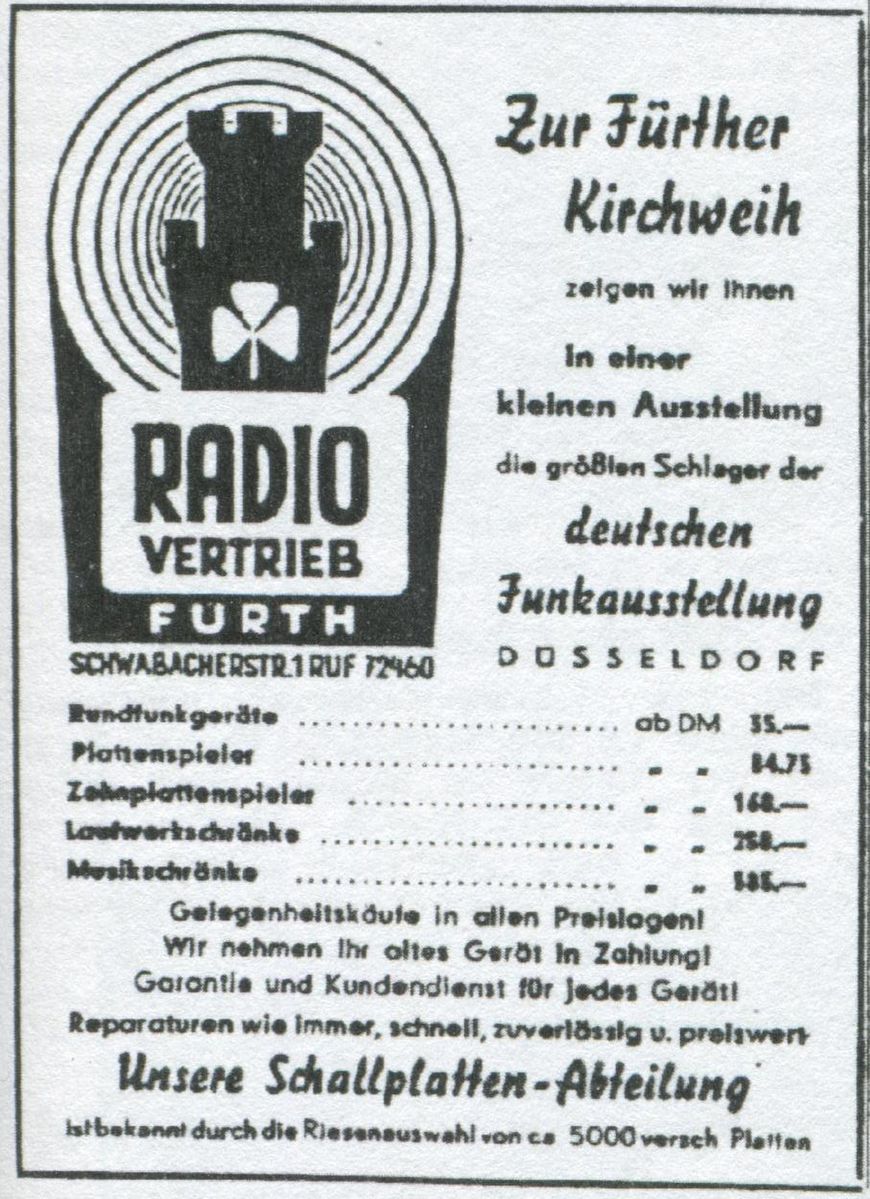 RADIO
VERTRIEB
FÜRTH
SCHWABACHERSTR.1 RUF 72460
Zur Fürther
Kirchweih
zeigen wir Ihnen
in einer
kleinen Ausstellung
die größten Schlager der
deutschen
Funkausstellung
DÜSSELDORF
Rundfunkgeräte .......................... ab DM
Plattenspieler .......................... „ „ 84.75
Zehnplattenspieler ...................... „ „ 168.—
Laufwerkschränke ........................ „ „ 258.—
Musikschränke .......................... „ „
Gelegenheitskäufe in allen Preislagen!
Wir nehmen Ihr altes Gerät in Zahlung!
Garantie und Kundendienst für jedes Gerät!
Reparaturen wie immer, schnell, zuverlässig u. preiswert
Unsere Schallplatten-Abteilung
ist bekannt durch die Riesenauswahl von ca 5000 versch Platten